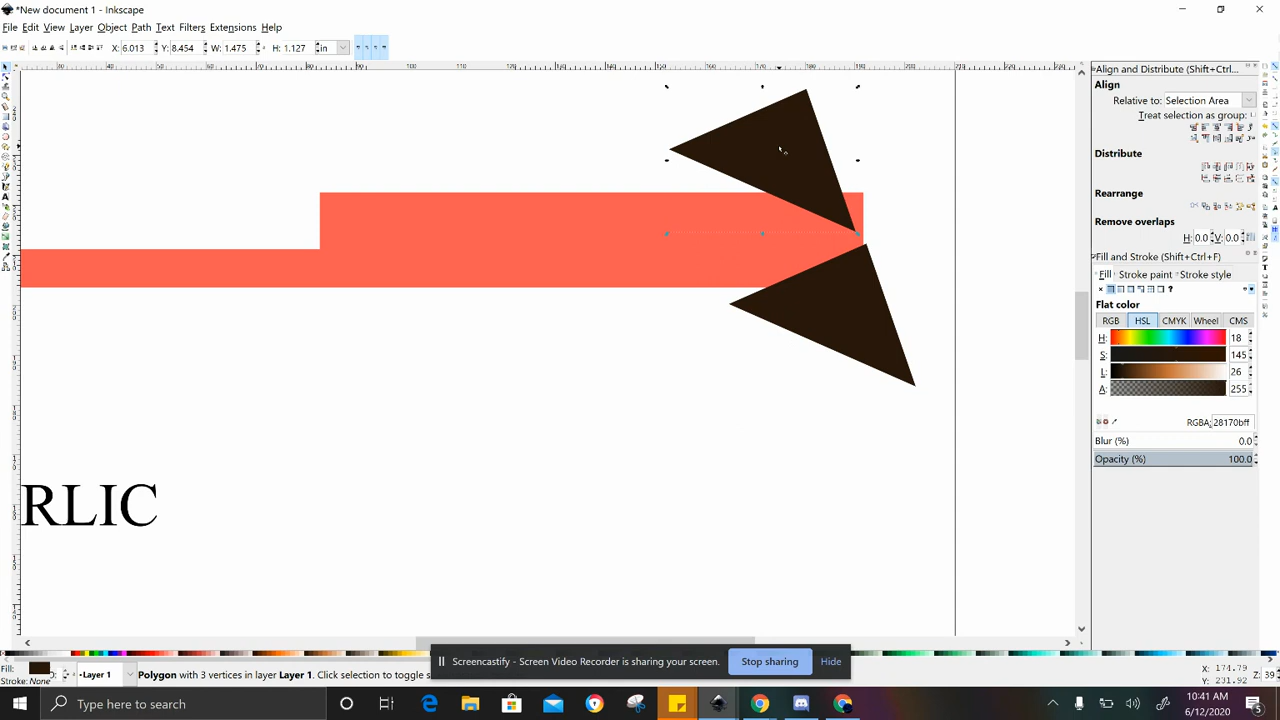 *New document 1 - Inkscape
File Edit View Layer Object Path Text Filters Extensions Help
X: 6.013 Y: 8.454 W: 1.475 H: 1.127 in
Align and Distribute (Shift+Ctrl...
Align
Relative to: Selection Area
Treat selection as group:
Distribute
Rearrange
Remove overlaps
H: 0.0 V: 0.0
Fill and Stroke (Shift+Ctrl+F)
Fill Stroke paint Stroke style
Flat color
RGB HSL CMYK Wheel CMS
H: 18
S: 145
L: 26
A: 255
RGBA: 28170bff
Blur (%) 0.0
Opacity (%) 100.0
RLIC
Screencastify - Screen Video Recorder is sharing your screen. Stop sharing Hide
Fill:
Stroke: None
O:
Layer 1
Polygon with 3 vertices in layer Layer 1. Click selection to toggle s
X: 174.79
Y: 231.92
Z: 39
Type here to search
10:41 AM
6/12/2020